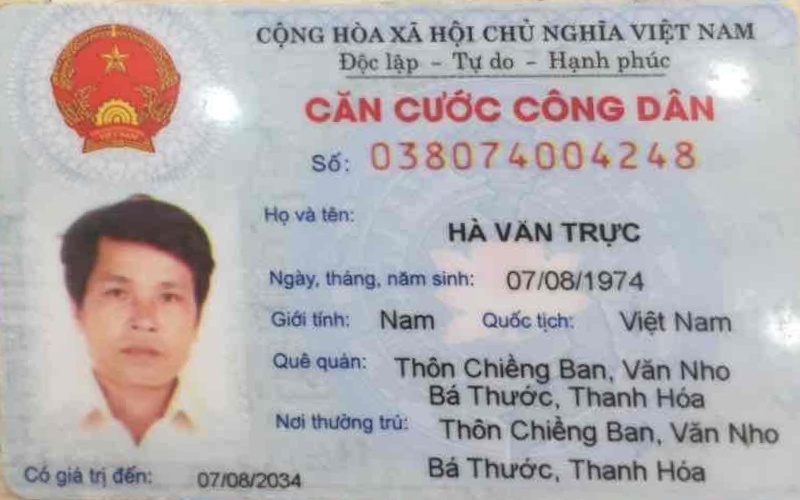 CỘNG HÒA XÃ HỘI CHỦ NGHĨA VIỆT NAM
Độc lập - Tự do - Hạnh phúc
CĂN CƯỚC CÔNG DÂN
Số: 038074004248
Họ và tên:
HÀ VĂN TRỰC
Ngày, tháng, năm sinh: 07/08/1974
Giới tính: Nam Quốc tịch: Việt Nam
Quê quán: Thôn Chiềng Ban, Văn Nho
Bá Thước, Thanh Hóa
Nơi thường trú: Thôn Chiềng Ban, Văn Nho
Bá Thước, Thanh Hóa
Có giá trị đến: 07/08/2034